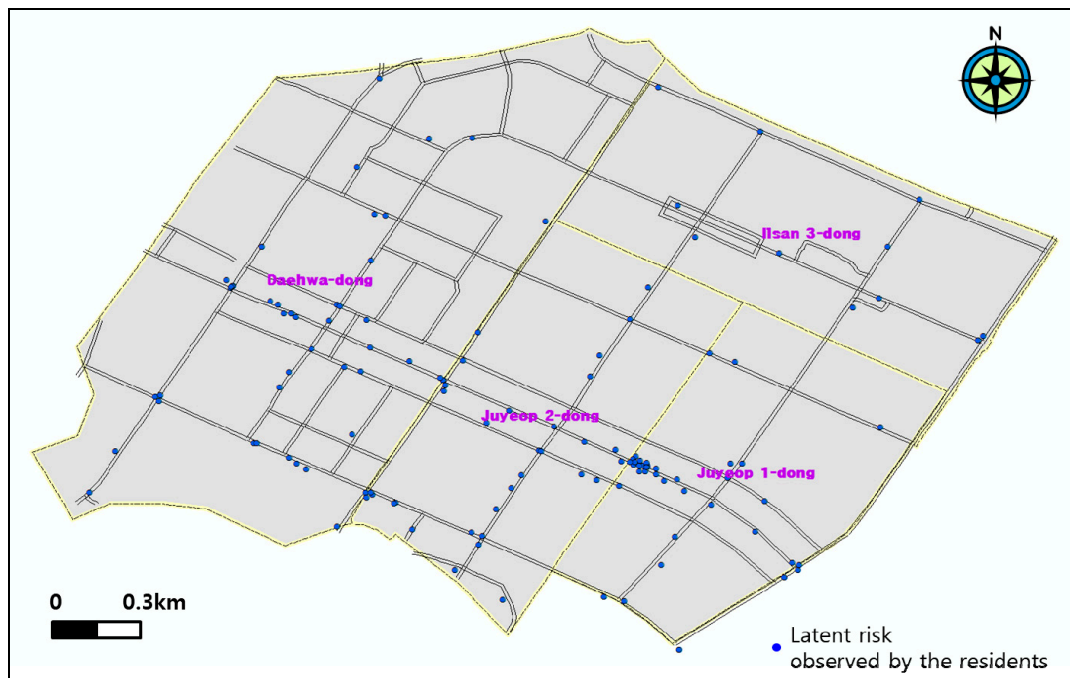 N
Ilsan 3-dong
Daehwa-dong
Juyeop 2-dong
Juyeop 1-dong
0 0.3km
Latent risk
observed by the residents